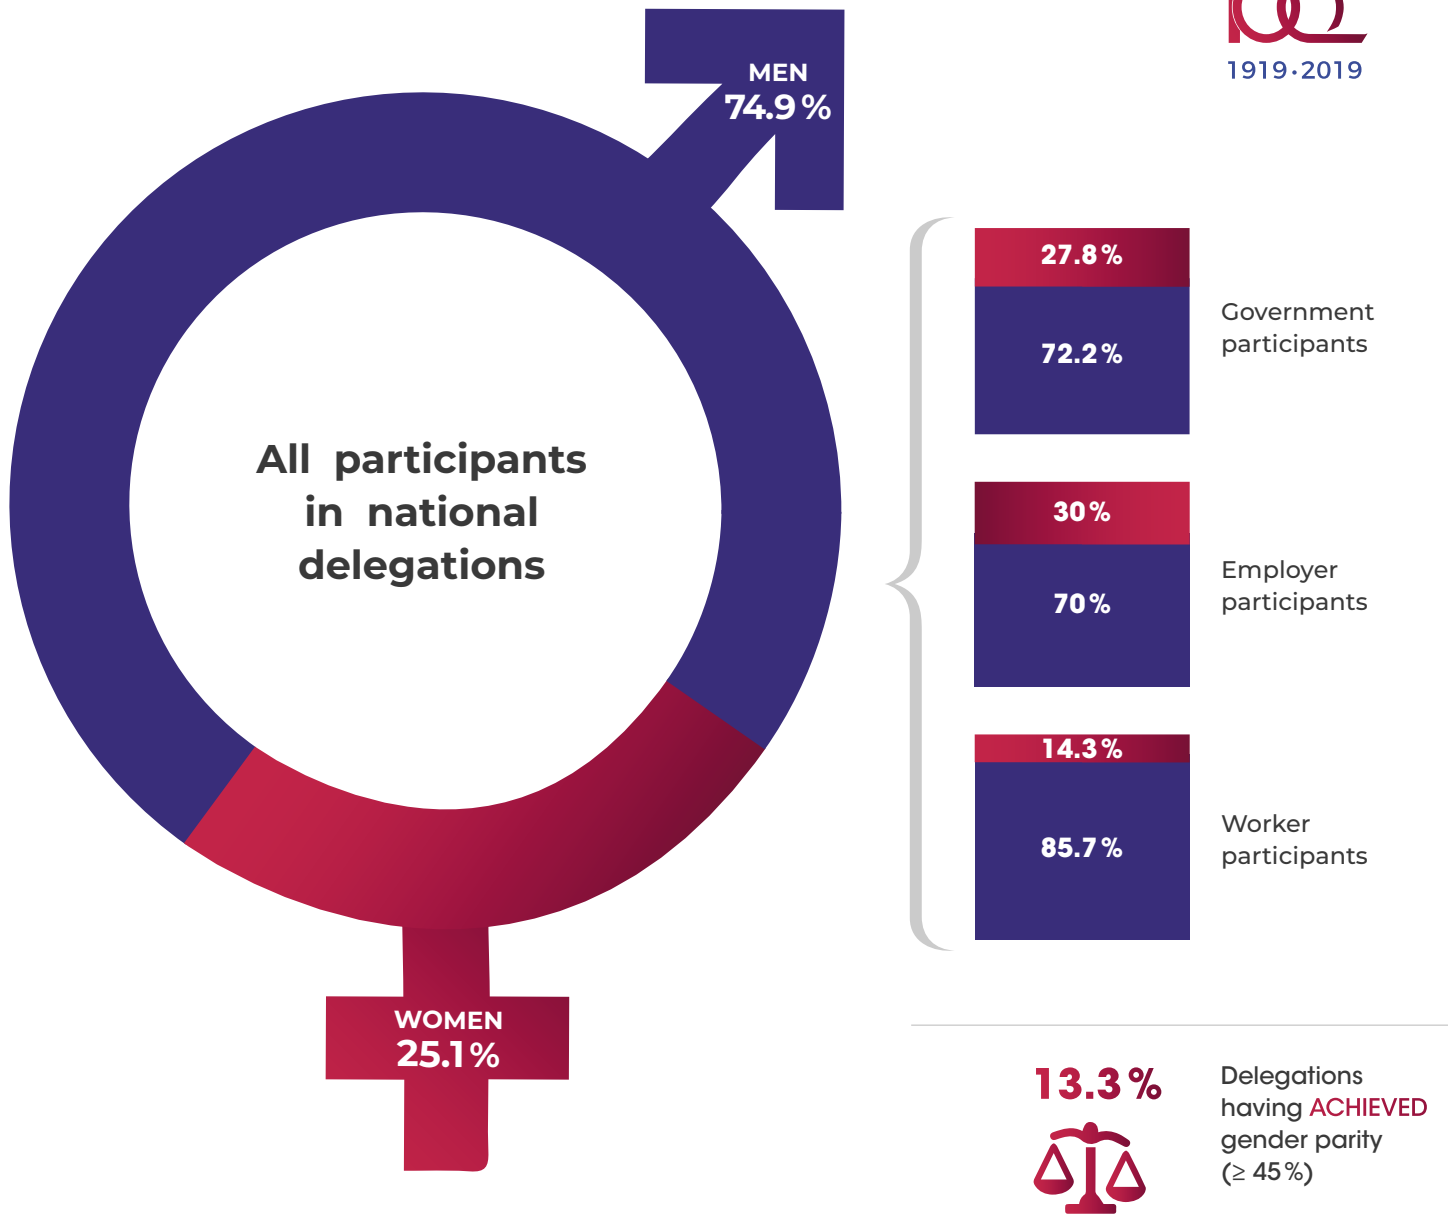 MEN
74.9%
1919·2019
27.8%
72.2%
Government
participants
All participants
in national
delegations
30%
70%
Employer
participants
14.3%
85.7%
Worker
participants
WOMEN
25.1%
13.3%
Delegations
having ACHIEVED
gender parity
(≥ 45%)